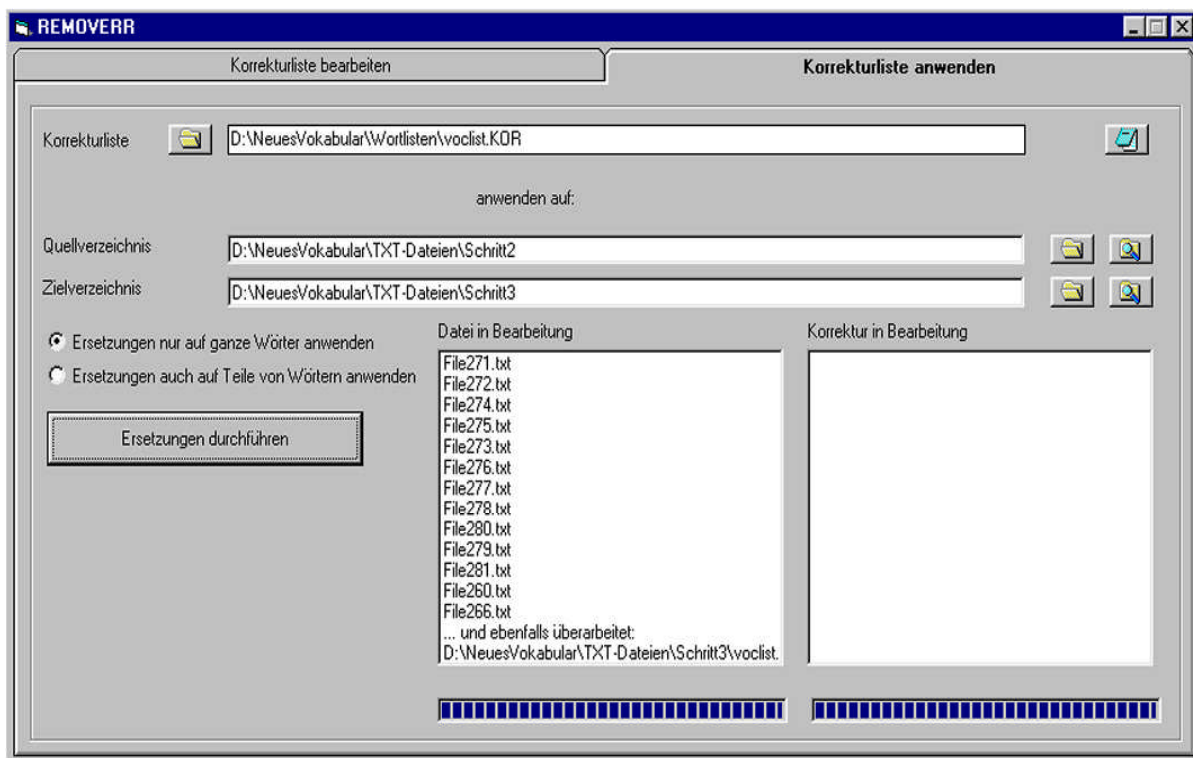 REMOVERR
Korrekturliste bearbeiten
Korrekturliste anwenden
Korrekturliste
D:\NeuesVokabular\Wortlisten\voclist.KOR
anwenden auf:
Quellverzeichnis
D:\NeuesVokabular\TXT-Dateien\Schritt2
Zielverzeichnis
D:\NeuesVokabular\TXT-Dateien\Schritt3
Ersetzungen nur auf ganze Wörter anwenden
Ersetzungen auch auf Teile von Wörtern anwenden
Ersetzungen durchführen
Datei in Bearbeitung
File271.txt
File272.txt
File274.txt
File275.txt
File273.txt
File276.txt
File277.txt
File278.txt
File280.txt
File279.txt
File281.txt
File260.txt
File266.txt
... und ebenfalls überarbeitet:
D:\NeuesVokabular\TXT-Dateien\Schritt3\voclist.
Korrektur in Bearbeitung